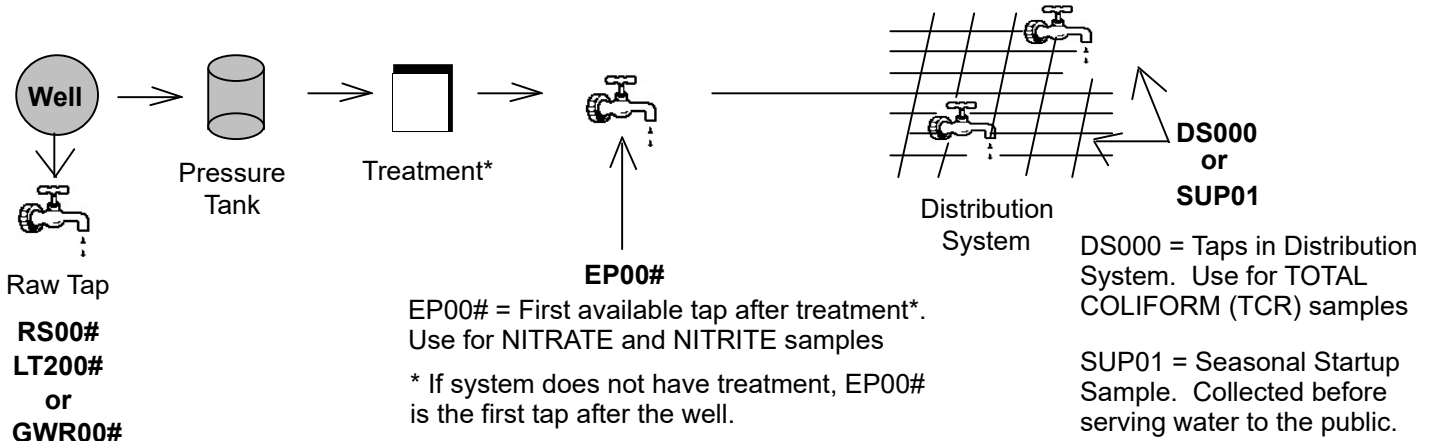 Well
Pressure
Tank
Treatment*
Raw Tap
RS00#
LT200#
or
GWR00#
EP00#
EP00# = First available tap after treatment*.
Use for NITRATE and NITRITE samples
* If system does not have treatment, EP00#
is the first tap after the well.
Distribution
System
DS000
or
SUP01
DS000 = Taps in Distribution
System. Use for TOTAL
COLIFORM (TCR) samples
SUP01 = Seasonal Startup
Sample. Collected before
serving water to the public.